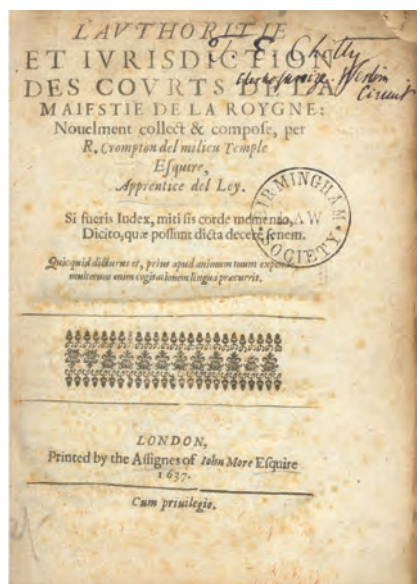 L'AVTHORITIE
ET IVRISDICTION
DES COVRTS DE LA
MAIESTIE DE LA ROYGNE:
Nouelment collect & compose, per
R. Crompton del milieu Temple
Esquire,
Apprentice del Ley.
Si fueris Iudex, miti sis corde memento,
Dicito, quæ possunt dicta decere senem.
Quicquid dicturus es, prius apud animum tuum expende
multorum enim cogitationem lingua præcurrit.
BIRMINGHAM
LAW
SOCIETY
LONDON,
Printed by the Assignes of Iohn More Esquire
1637.
Cum priuilegio.